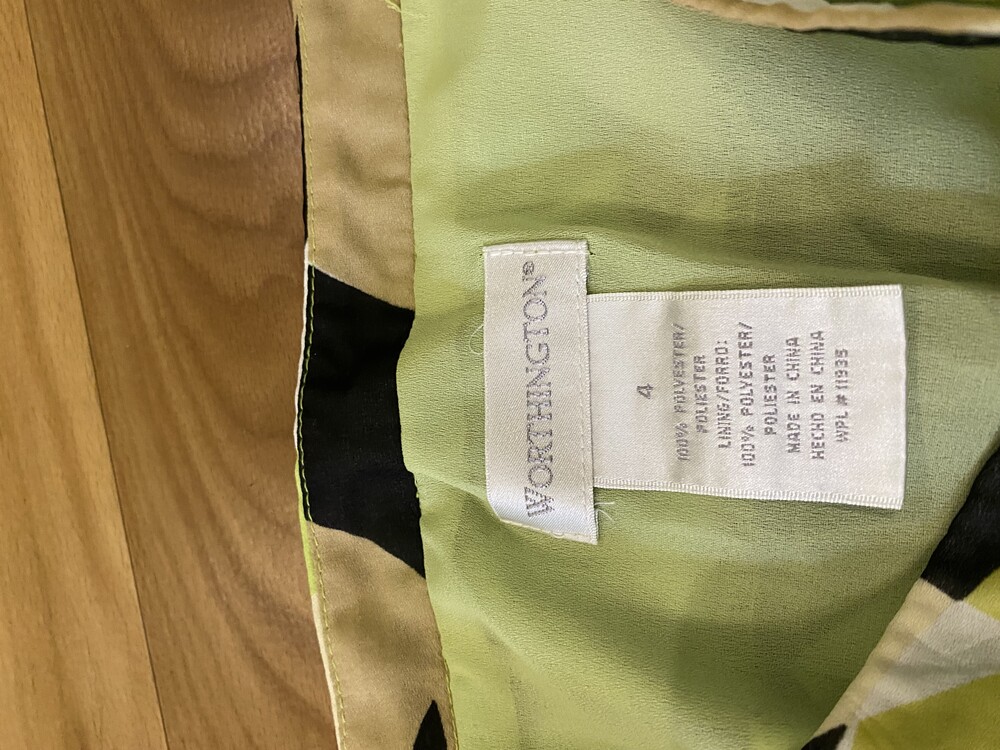 WORTHINGTON®
4
100% POLYESTER/
POLIESTER
LINING/FORRO:
100% POLYESTER/
POLIESTER
MADE IN CHINA
HECHO EN CHINA
WPL # 11935